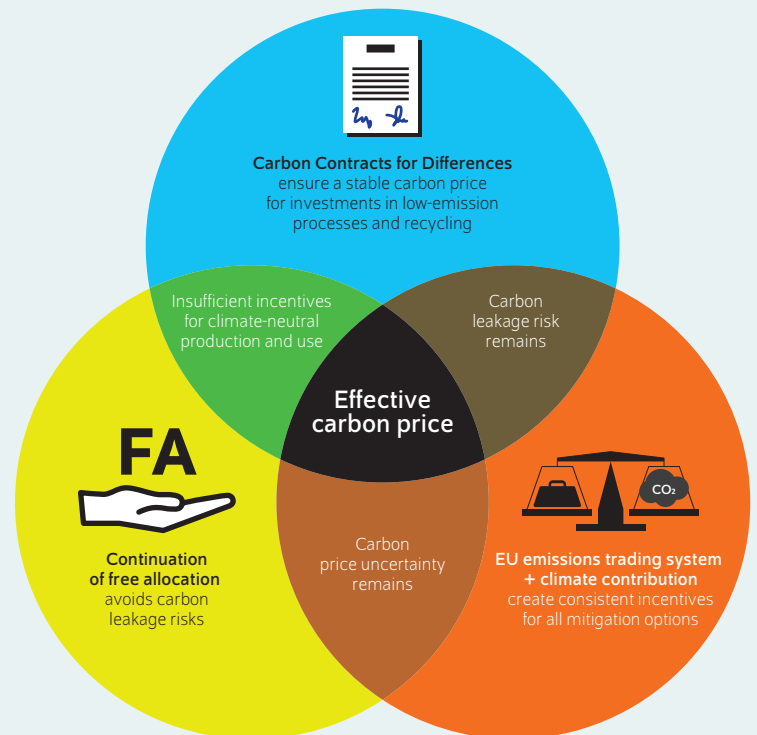 Carbon Contracts for Differences
ensure a stable carbon price
for investments in low-emission
processes and recycling
Insufficient incentives
for climate-neutral
production and use
Carbon
leakage risk
remains
Effective
carbon price
FA
Continuation
of free allocation
avoids carbon
leakage risks
Carbon
price uncertainty
remains
CO₂
EU emissions trading system
+ climate contribution
create consistent incentives
for all mitigation options